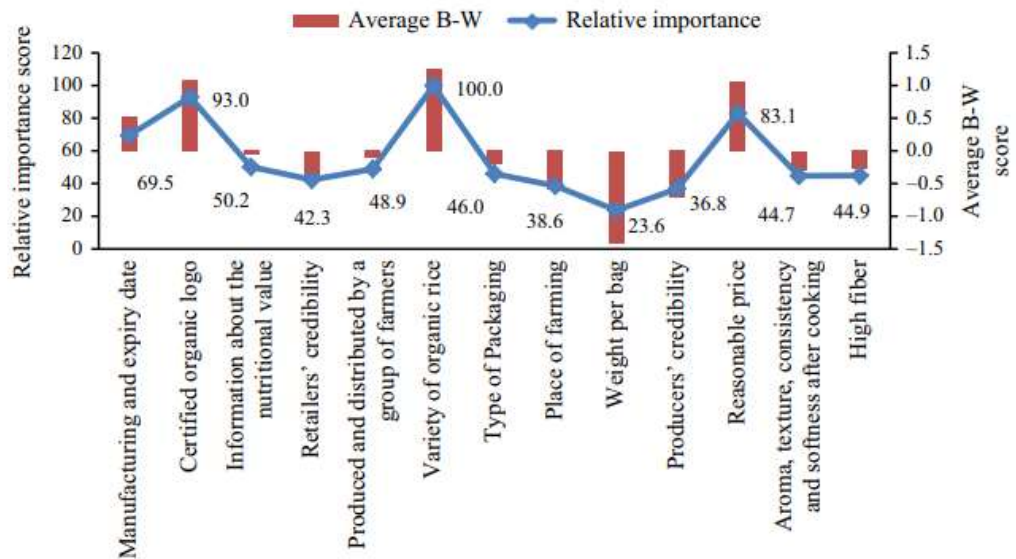 Average B-W
Relative importance
Relative importance score
120
100
80
60
40
20
0
69.5
93.0
50.2
42.3
48.9
100.0
46.0
38.6
23.6
36.8
83.1
44.7
44.9
1.5
1.0
0.5
0.0
–0.5
–1.0
–1.5
Average B-W
score
Manufacturing and expiry date
Certified organic logo
Information about the
nutritional value
Retailers’ credibility
Produced and distributed by a
group of farmers
Variety of organic rice
Type of Packaging
Place of farming
Weight per bag
Producers’ credibility
Reasonable price
Aroma, texture, consistency
and softness after cooking
High fiber